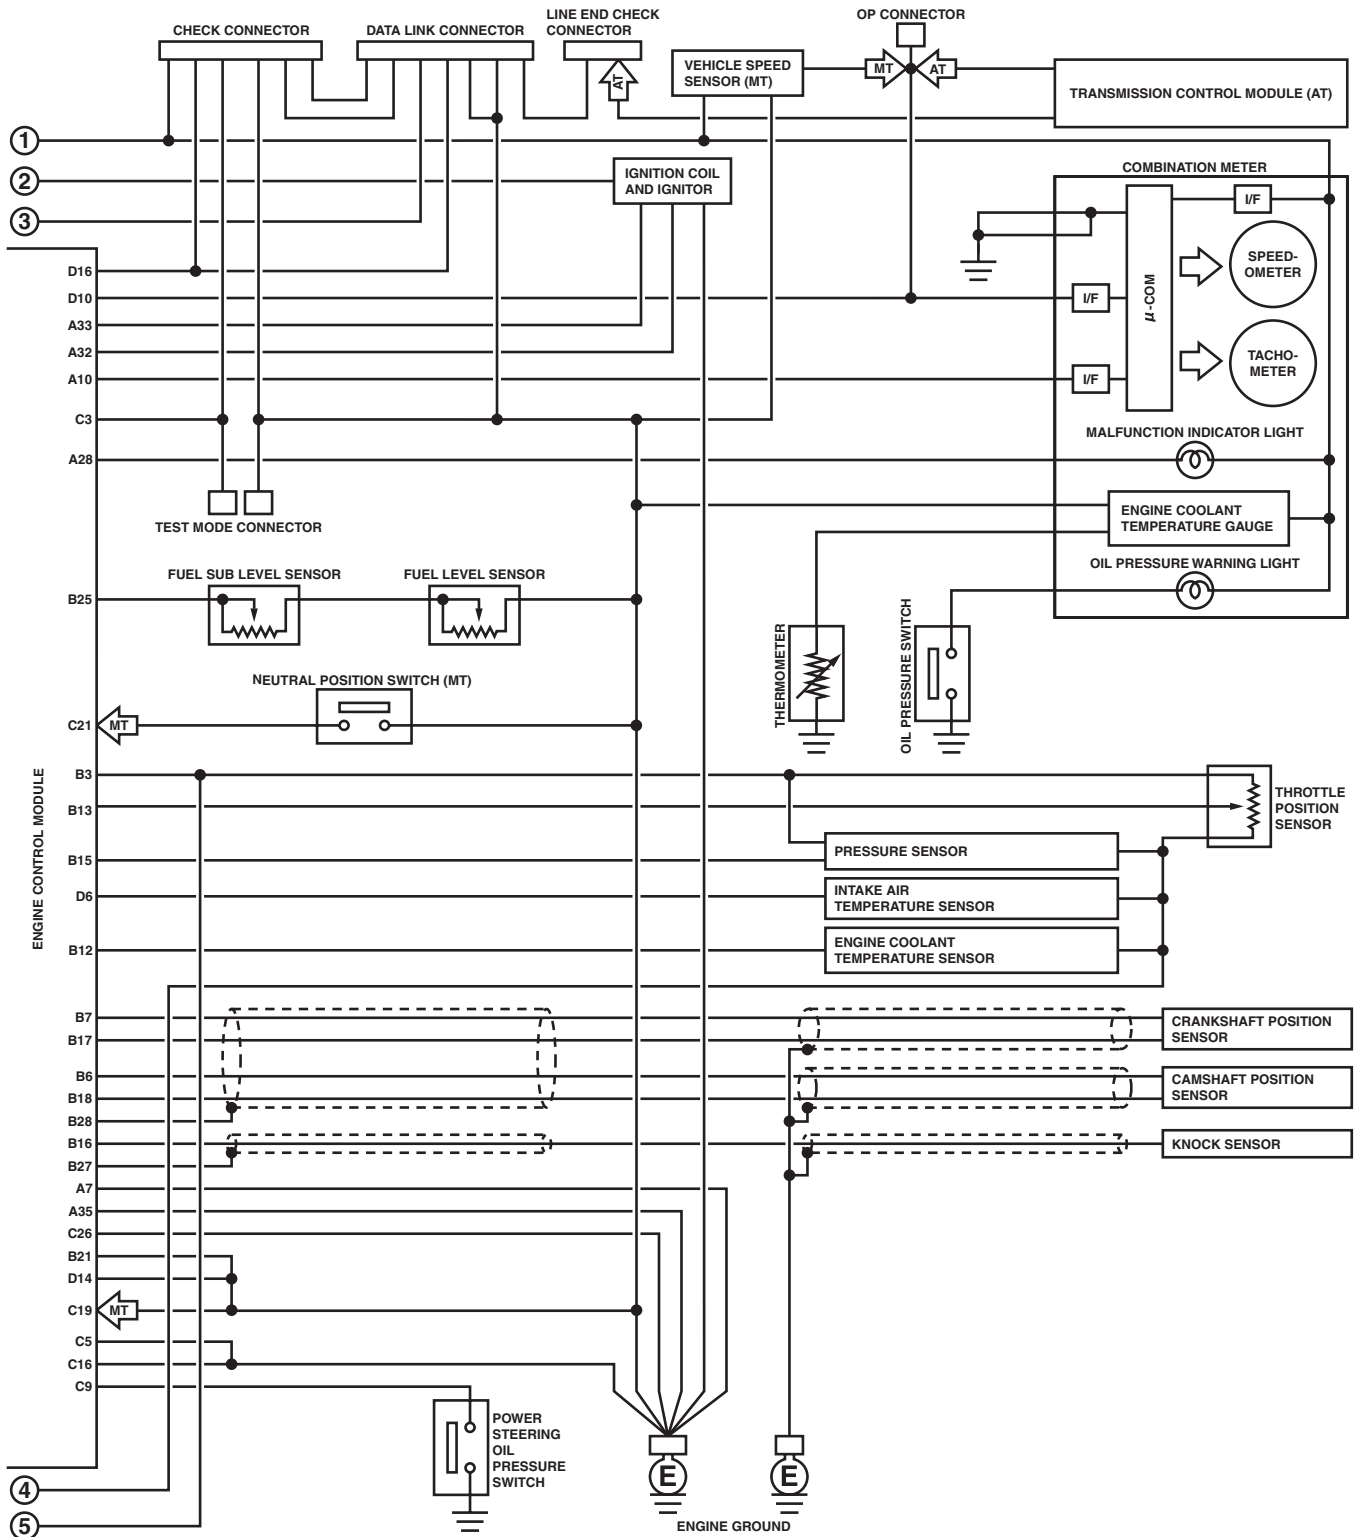 CHECK CONNECTOR
DATA LINK CONNECTOR
LINE END CHECK
CONNECTOR
OP CONNECTOR
VEHICLE SPEED
SENSOR (MT)
MT
AT
AT
TRANSMISSION CONTROL MODULE (AT)
1
2
3
IGNITION COIL
AND IGNITOR
COMBINATION METER
I/F
SPEED-
OMETER
I/F
μ-COM
TACHO-
METER
I/F
MALFUNCTION INDICATOR LIGHT
ENGINE COOLANT
TEMPERATURE GAUGE
OIL PRESSURE WARNING LIGHT
D16
D10
A33
A32
A10
C3
A28
TEST MODE CONNECTOR
FUEL SUB LEVEL SENSOR
FUEL LEVEL SENSOR
B25
THERMOMETER
OIL PRESSURE SWITCH
NEUTRAL POSITION SWITCH (MT)
C21
MT
ENGINE CONTROL MODULE
B3
B13
THROTTLE
POSITION
SENSOR
B15
PRESSURE SENSOR
D6
INTAKE AIR
TEMPERATURE SENSOR
B12
ENGINE COOLANT
TEMPERATURE SENSOR
B7
B17
CRANKSHAFT POSITION
SENSOR
B6
B18
CAMSHAFT POSITION
SENSOR
B28
B16
KNOCK SENSOR
B27
A7
A35
C26
B21
D14
C19
MT
C5
C16
C9
POWER
STEERING
OIL
PRESSURE
SWITCH
E
E
ENGINE GROUND
4
5